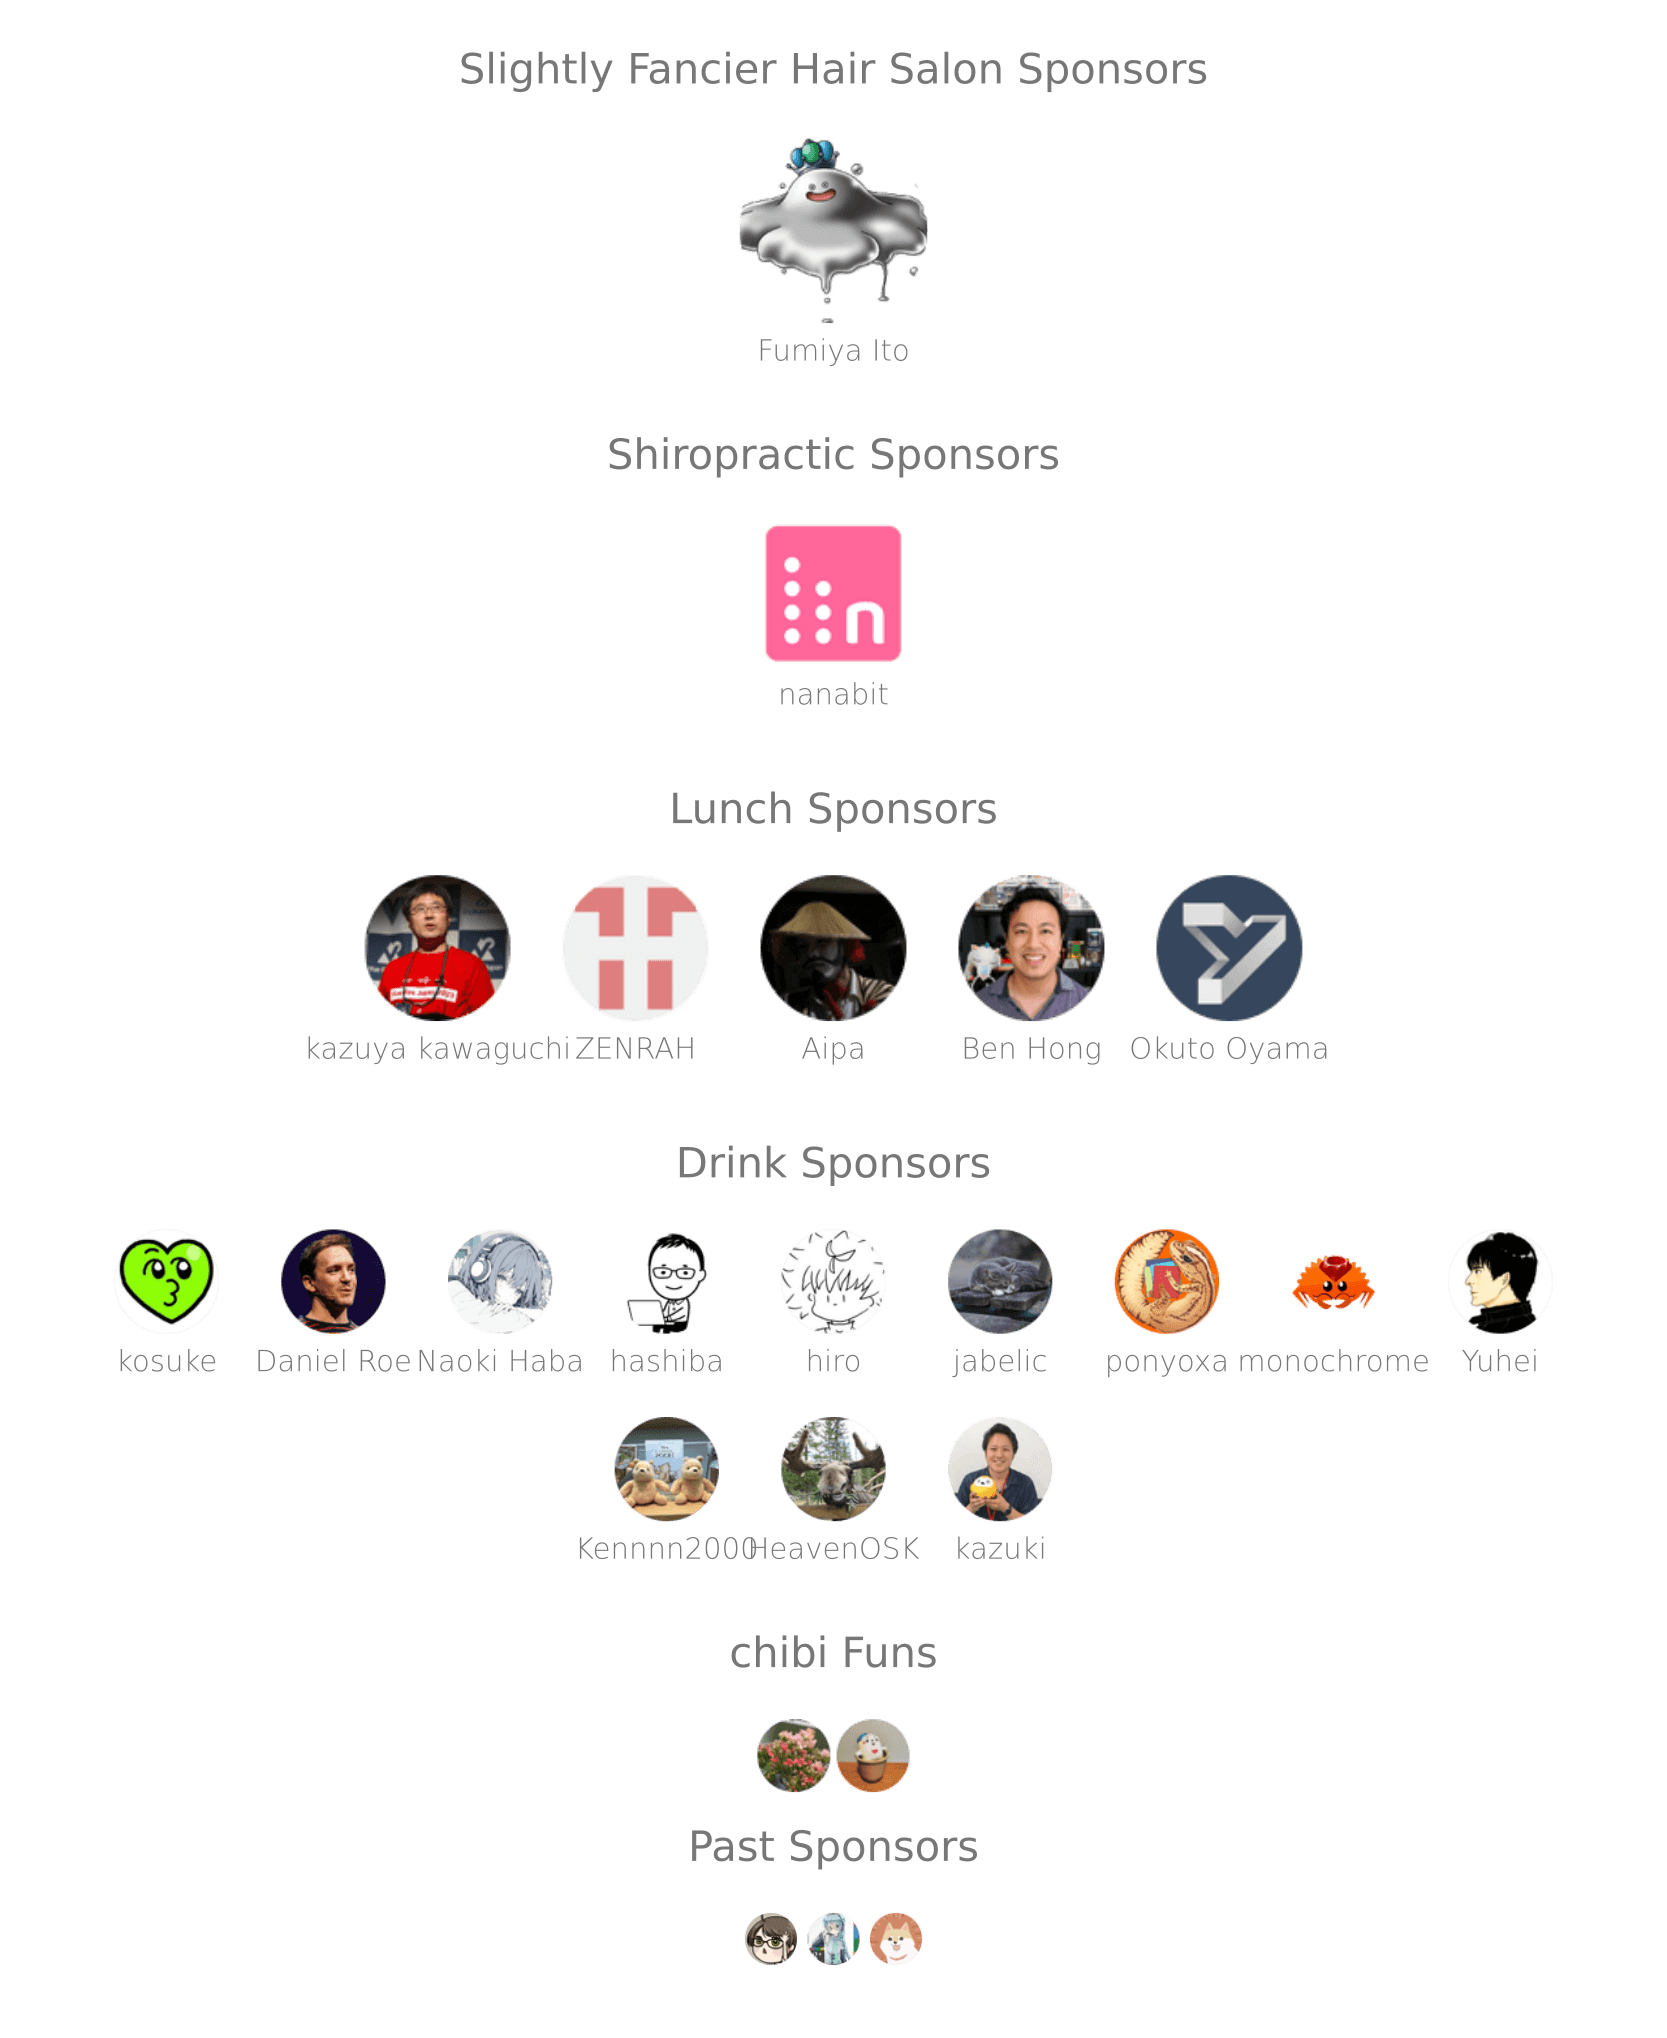 Slightly Fancier Hair Salon Sponsors
Fumiya Ito
Shiropractic Sponsors
n
nanabit
Lunch Sponsors
kazuya kawaguchi ZENRAH Aipa Ben Hong Okuto Oyama
Drink Sponsors
kosuke Daniel Roe Naoki Haba hashiba hiro jabelic ponyoxa monochrome Yuhei
Kennnn2000 HeavenOSK kazuki
chibi Funs
Past Sponsors